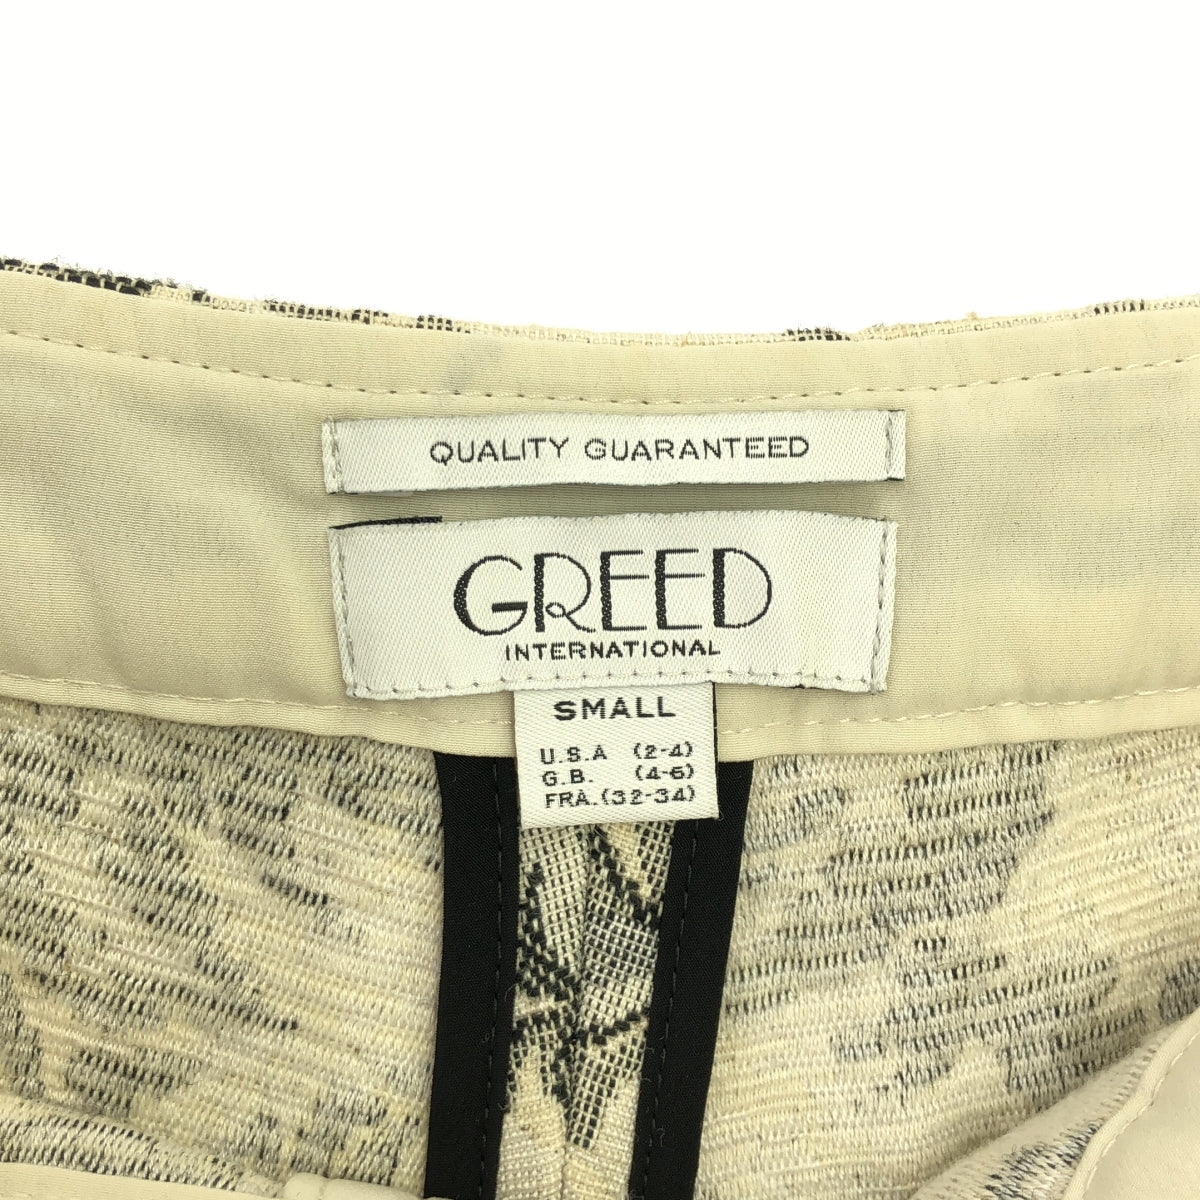 QUALITY GUARANTEED
GREED
INTERNATIONAL
SMALL
U.S.A (2-4)
G.B. (4-6)
FRA.(32-34)